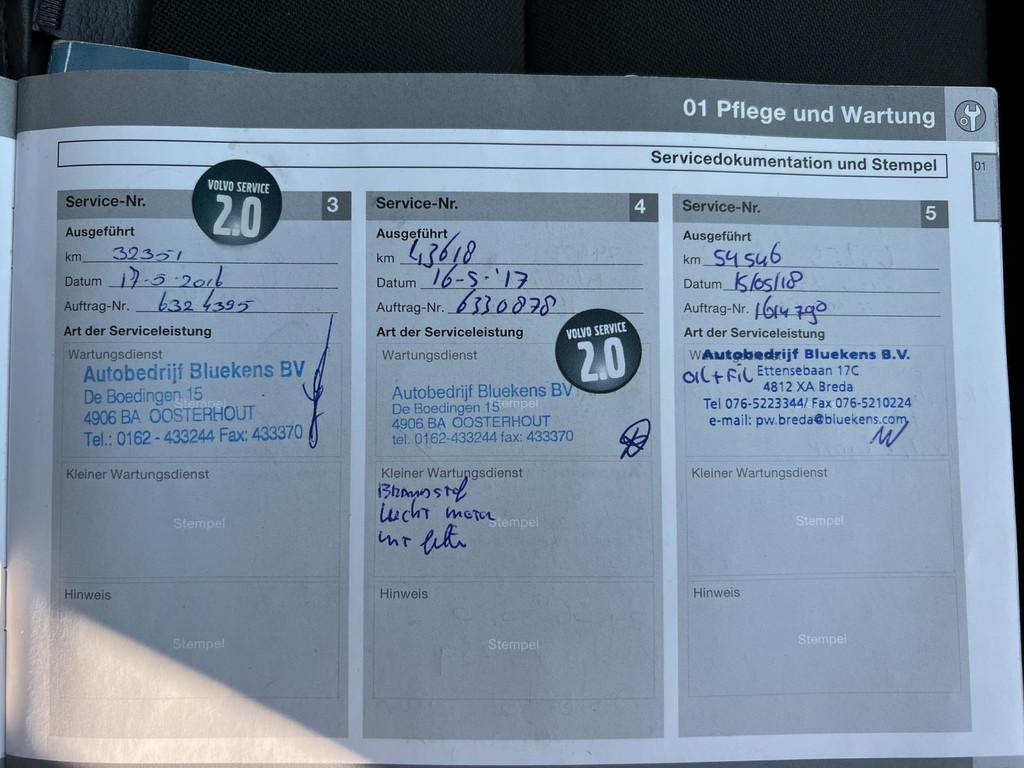 01 Pflege und Wartung
Servicedokumentation und Stempel
01
Service-Nr. 3
VOLVO SERVICE
2.0
Ausgeführt
km 32351
Datum 17-5-2016
Auftrag-Nr. 6324395
Art der Serviceleistung
Wartungsdienst
Autobedrijf Bluekens BV
De Boedingen 15
4906 BA OOSTERHOUT
Tel.: 0162 - 433244 Fax: 433370
Kleiner Wartungsdienst
Stempel
Hinweis
Stempel
Service-Nr. 4
Ausgeführt
km 43618
Datum 16-5-'17
Auftrag-Nr. 6330878
Art der Serviceleistung
VOLVO SERVICE
2.0
Wartungsdienst
Autobedrijf Bluekens BV
De Boedingen 15
4906 BA OOSTERHOUT
tel. 0162-433244 fax: 433370
Kleiner Wartungsdienst
Stempel
Hinweis
Stempel
Service-Nr. 5
Ausgeführt
km 54546
Datum 15/05/18
Auftrag-Nr. 1614790
Art der Serviceleistung
Autobedrijf Bluekens B.V.
OIL+FIL Ettensebaan 17C
4812 XA Breda
Tel 076-5223344/ Fax 076-5210224
e-mail: pw.breda@bluekens.com
Kleiner Wartungsdienst
Stempel
Hinweis
Stempel